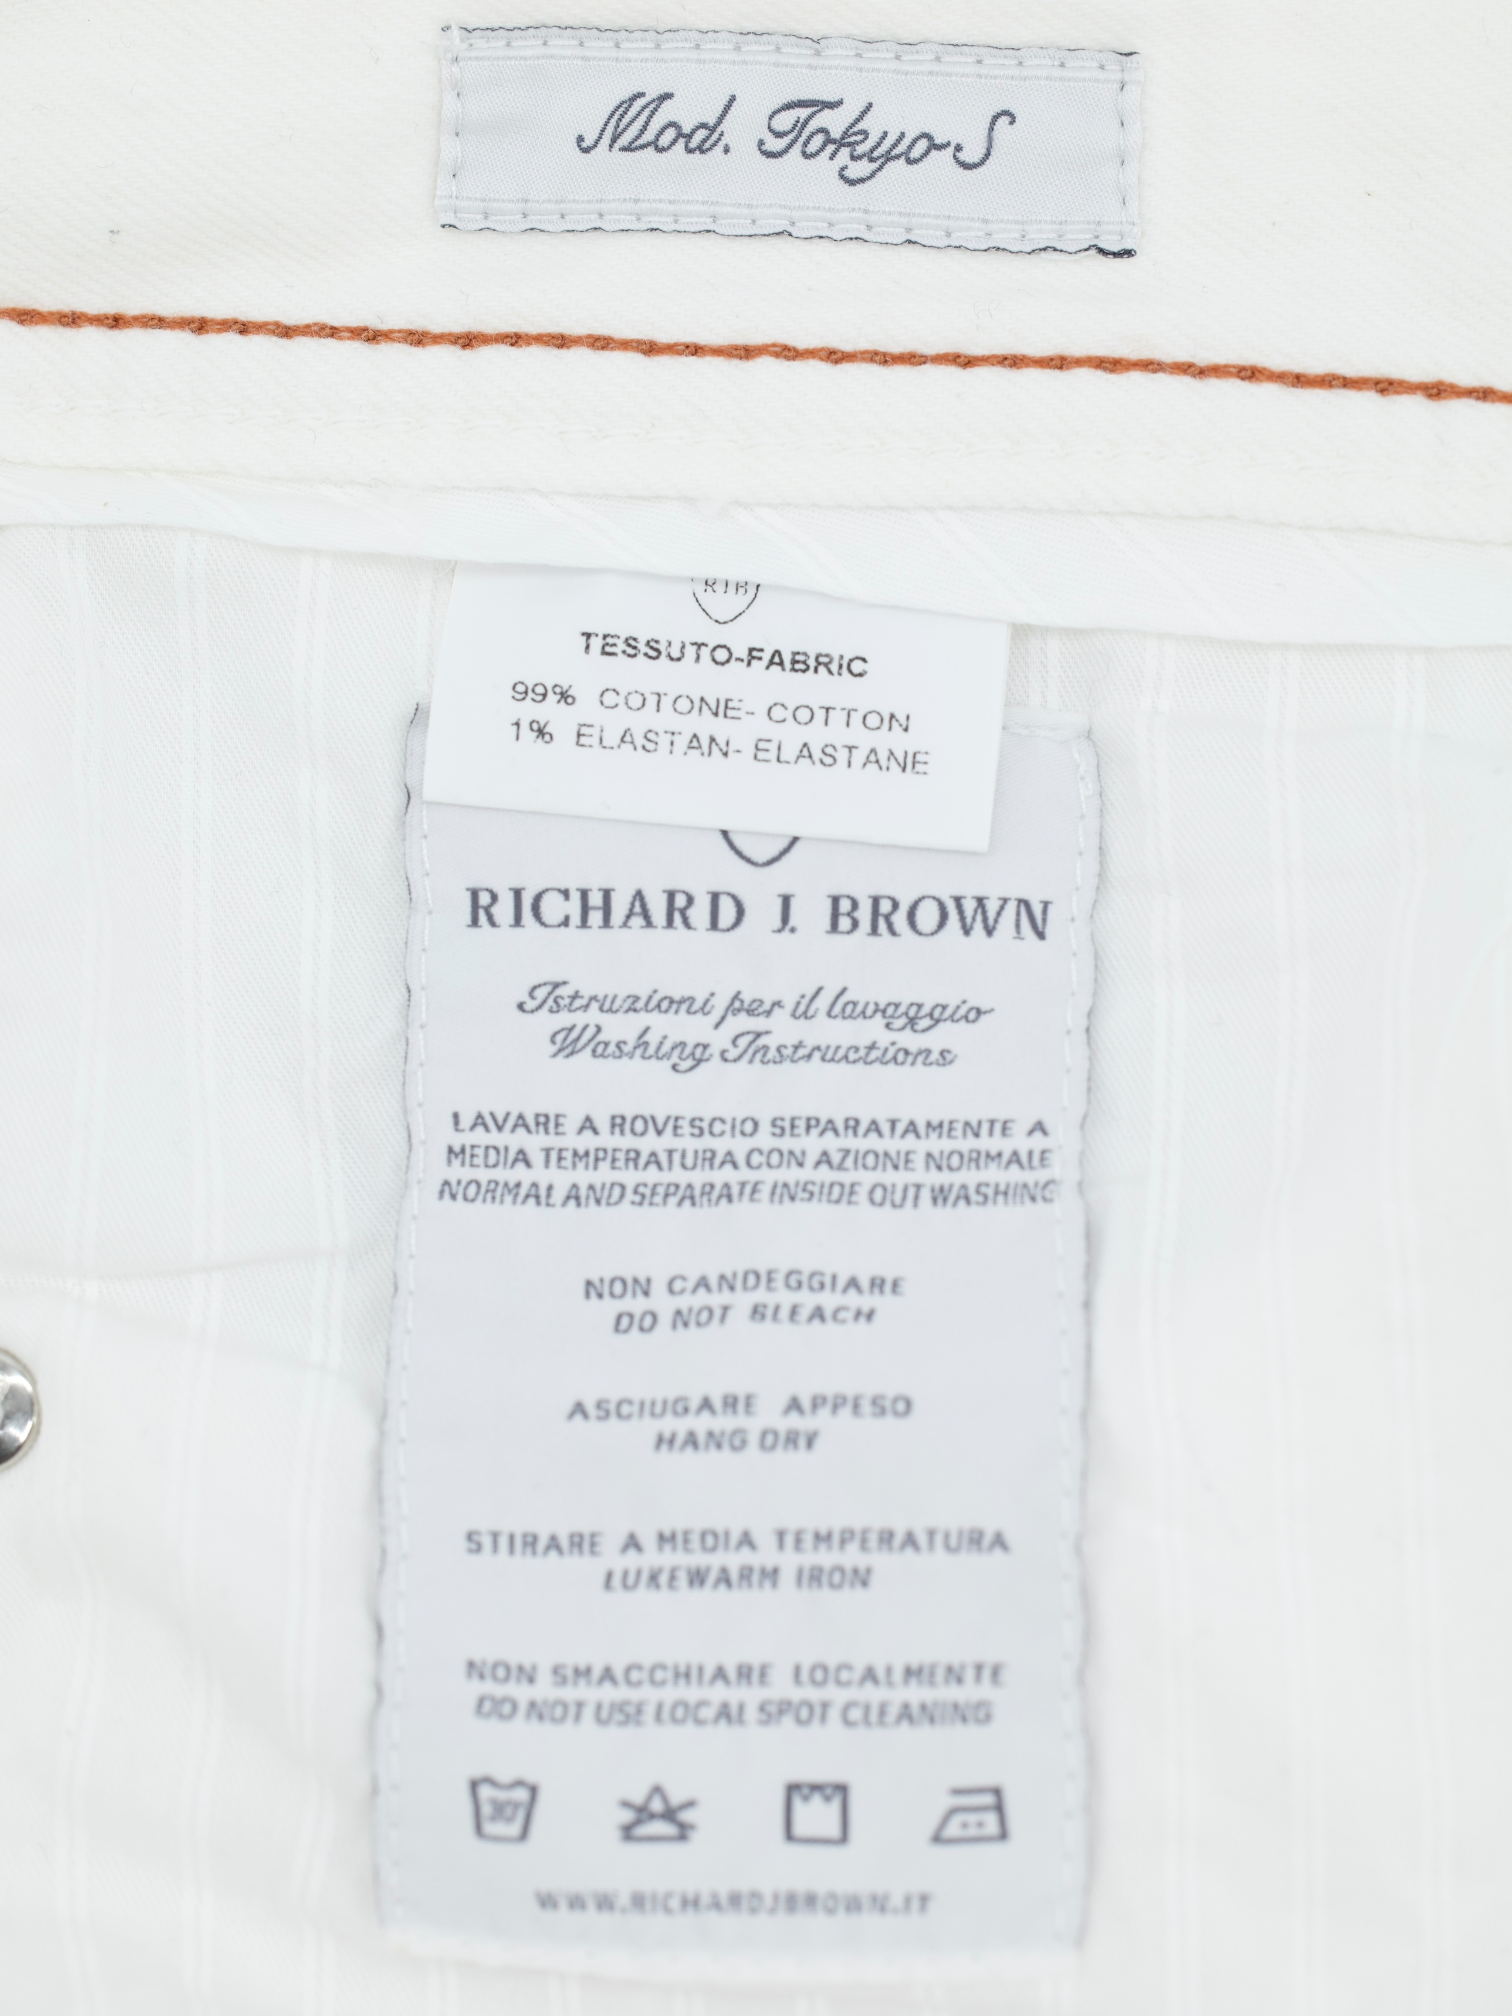 Mod. Tokyo S
RJB
TESSUTO-FABRIC
99% COTONE- COTTON
1% ELASTAN- ELASTANE
RICHARD J. BROWN
Istruzioni per il lavaggio
Washing Instructions
LAVARE A ROVESCIO SEPARATAMENTE A
MEDIA TEMPERATURA CON AZIONE NORMALE
NORMAL AND SEPARATE INSIDE OUT WASHING
NON CANDEGGIARE
DO NOT BLEACH
ASCIUGARE APPESO
HANG DRY
STIRARE A MEDIA TEMPERATURA
LUKEWARM IRON
NON SMACCHIARE LOCALMENTE
DO NOT USE LOCAL SPOT CLEANING
30°
WWW.RICHARDJBROWN.IT